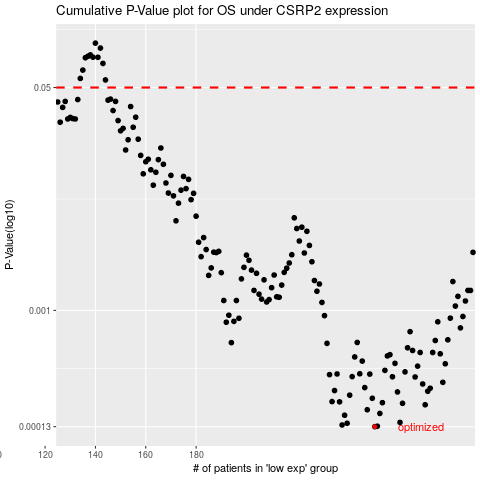 Cumulative P-Value plot for OS under CSRP2 expression
P-Value(log10)
0.05
0.001
0.00013
optimized
0
120
140
160
180
# of patients in 'low exp' group